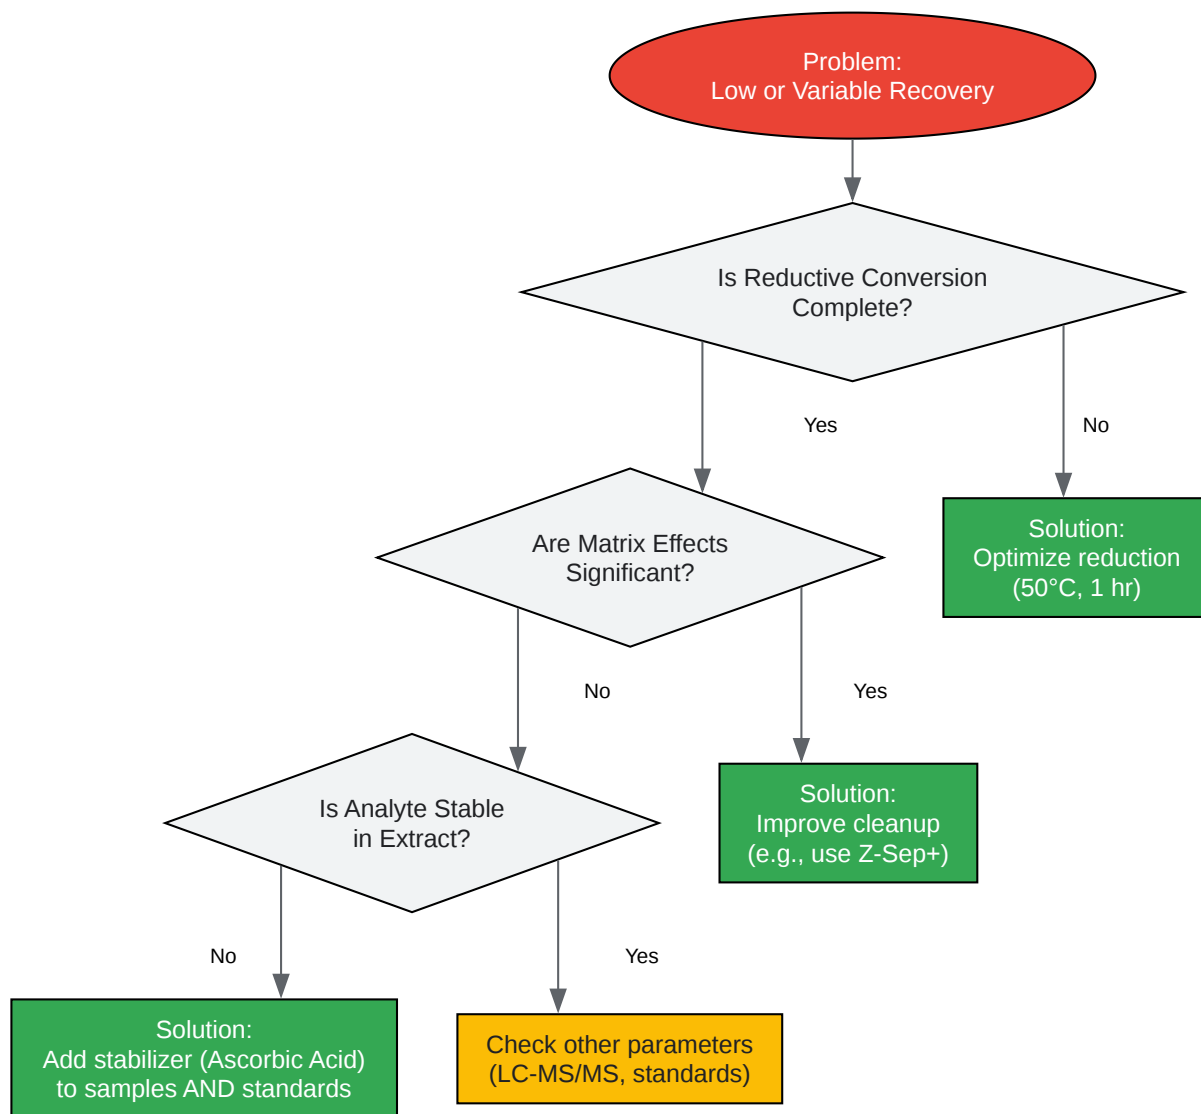 Problem:
Low or Variable Recovery
Is Reductive Conversion
Complete?
Yes
No
Are Matrix Effects
Significant?
Solution:
Optimize reduction
(50°C, 1 hr)
No
Yes
Is Analyte Stable
in Extract?
Solution:
Improve cleanup
(e.g., use Z-Sep+)
No
Yes
Solution:
Add stabilizer (Ascorbic Acid)
to samples AND standards
Check other parameters
(LC-MS/MS, standards)